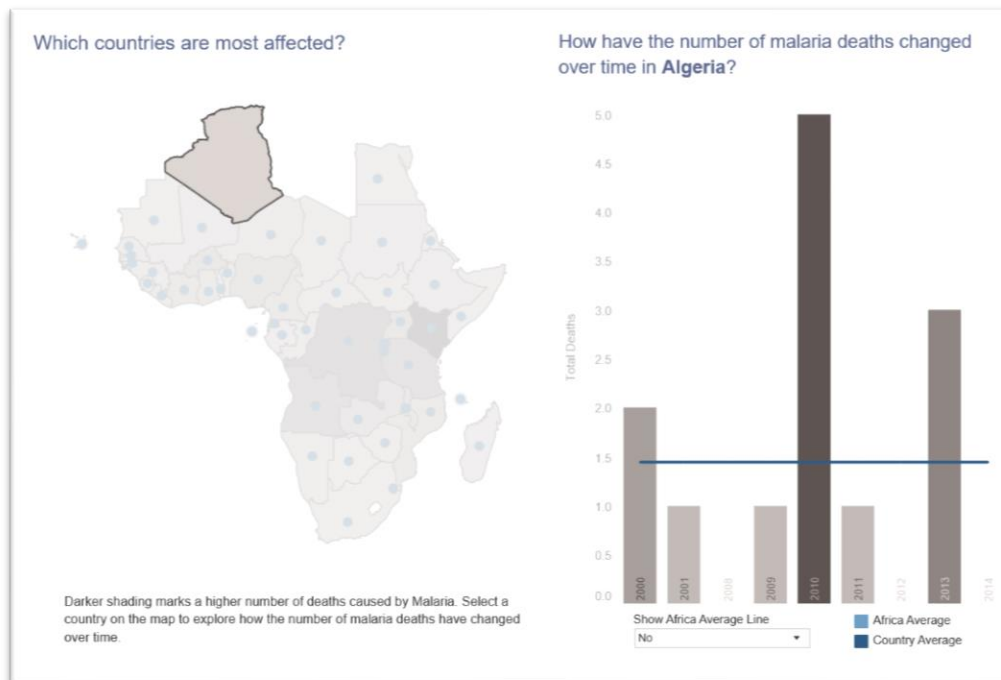 Which countries are most affected?
Darker shading marks a higher number of deaths caused by Malaria. Select a
country on the map to explore how the number of malaria deaths have changed
over time.
How have the number of malaria deaths changed
over time in Algeria?
Total Deaths
5.0
4.5
4.0
3.5
3.0
2.5
2.0
1.5
1.0
0.5
0.0
2000
2001
2008
2009
2010
2011
2012
2013
2014
Show Africa Average Line
No
Africa Average
Country Average